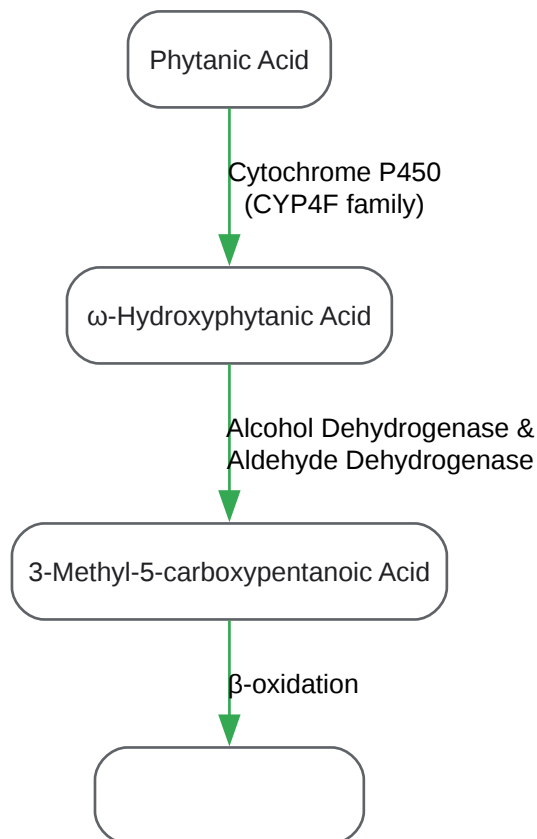 Phytanic Acid
Cytochrome P450
(CYP4F family)
ω-Hydroxyphytanic Acid
Alcohol Dehydrogenase &
Aldehyde Dehydrogenase
3-Methyl-5-carboxypentanoic Acid
β-oxidation